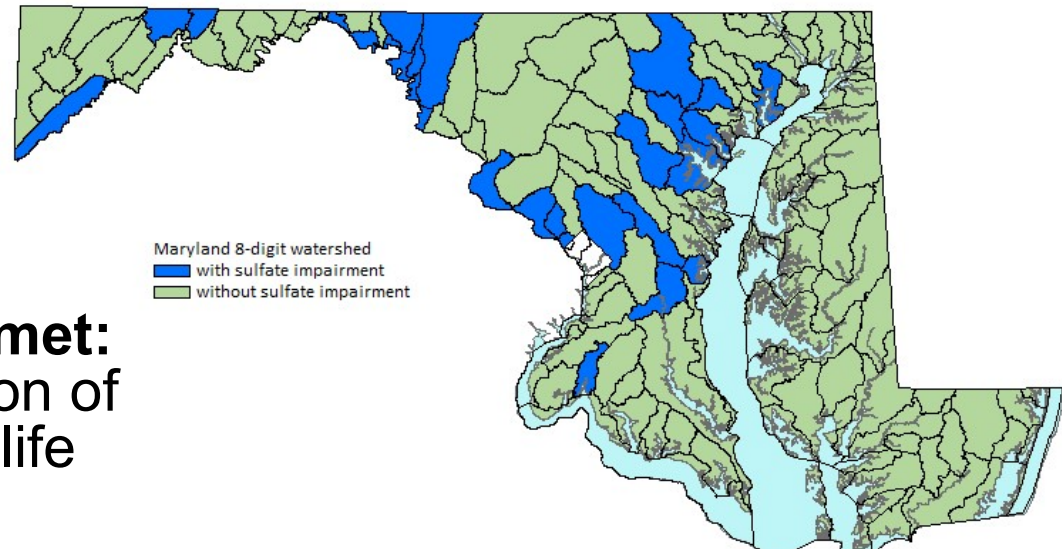 Maryland 8-digit watershed
with sulfate impairment
without sulfate impairment
met:
on of
life